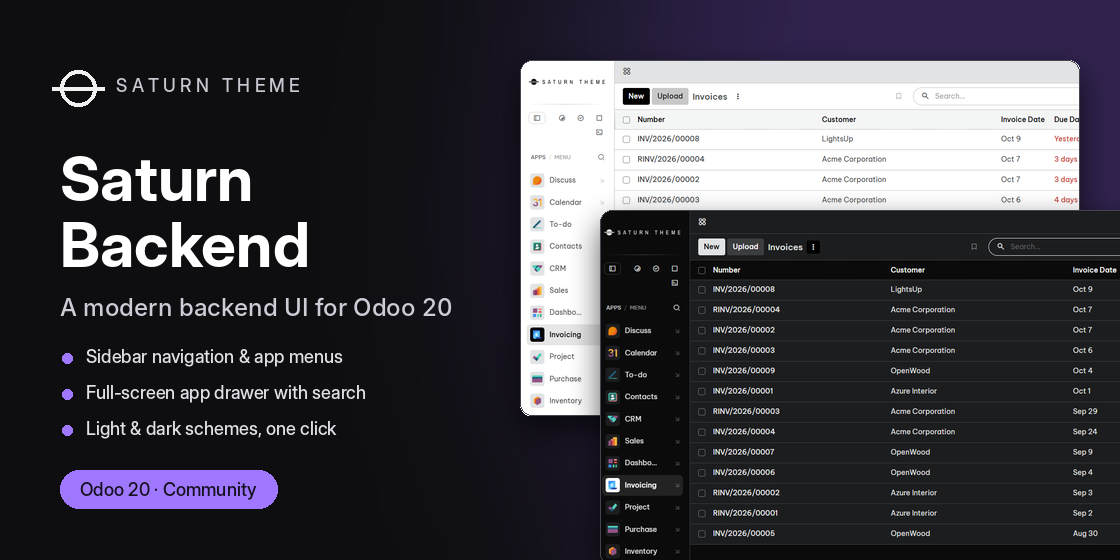 SATURN THEME
Saturn
Backend
A modern backend UI for Odoo 20
Sidebar navigation & app menus
Full-screen app drawer with search
Light & dark schemes, one click
Odoo 20 · Community
SATURN THEME
APPS / MENU
Discuss
Calendar
To-do
Contacts
CRM
Sales
Dashbo...
Invoicing
Project
Purchase
Inventory
New Upload Invoices Search...
Number Customer Invoice Date Due Da
INV/2026/00008 LightsUp Oct 9 Yester
RINV/2026/00004 Acme Corporation Oct 7 3 days
INV/2026/00002 Acme Corporation Oct 7 3 days
INV/2026/00003 Acme Corporation Oct 6 4 days
SATURN THEME
APPS / MENU
Discuss
Calendar
To-do
Contacts
CRM
Sales
Dashbo...
Invoicing
Project
Purchase
Inventory
New Upload Invoices Search...
Number Customer Invoice Date
INV/2026/00008 LightsUp Oct 9
RINV/2026/00004 Acme Corporation Oct 7
INV/2026/00002 Acme Corporation Oct 7
INV/2026/00003 Acme Corporation Oct 6
INV/2026/00009 OpenWood Oct 4
INV/2026/00001 Azure Interior Oct 1
RINV/2026/00003 Acme Corporation Sep 29
INV/2026/00004 Acme Corporation Sep 24
INV/2026/00007 OpenWood Sep 9
INV/2026/00006 OpenWood Sep 4
RINV/2026/00002 Azure Interior Sep 3
RINV/2026/00001 Azure Interior Sep 2
INV/2026/00005 OpenWood Aug 30